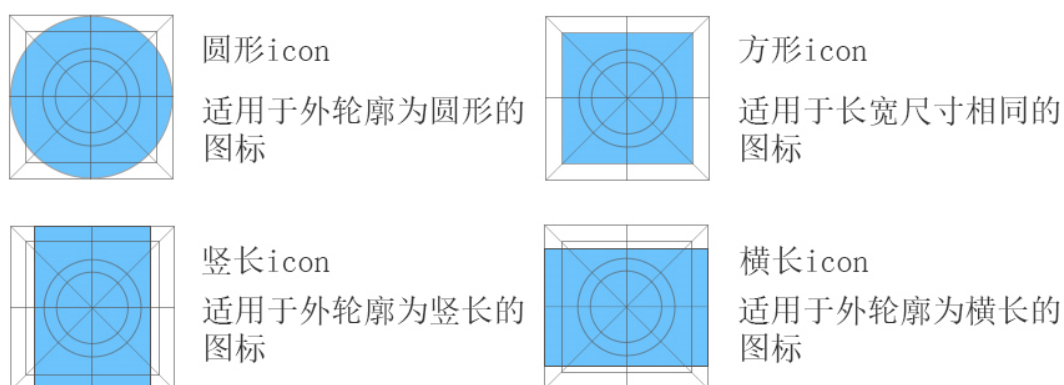 圆形icon
适用于外轮廓为圆形的
图标
方形icon
适用于长宽尺寸相同的
图标
竖长icon
适用于外轮廓为竖长的
图标
横长icon
适用于外轮廓为横长的
图标